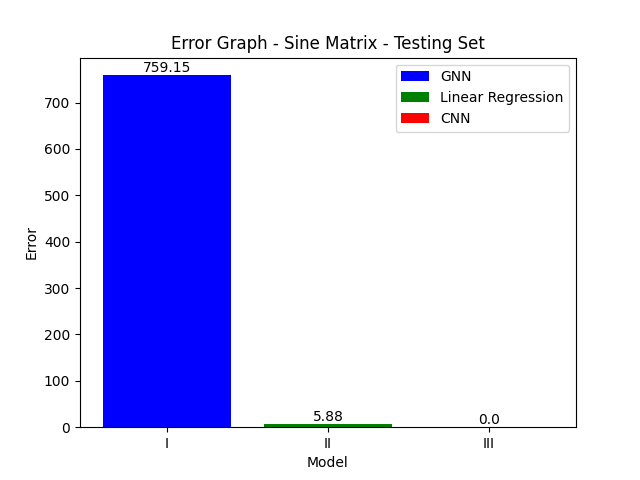 Error Graph - Sine Matrix - Testing Set
759.15
GNN
Linear Regression
CNN
700
600
500
400
300
200
100
0
Error
5.88
0.0
I
II
III
Model